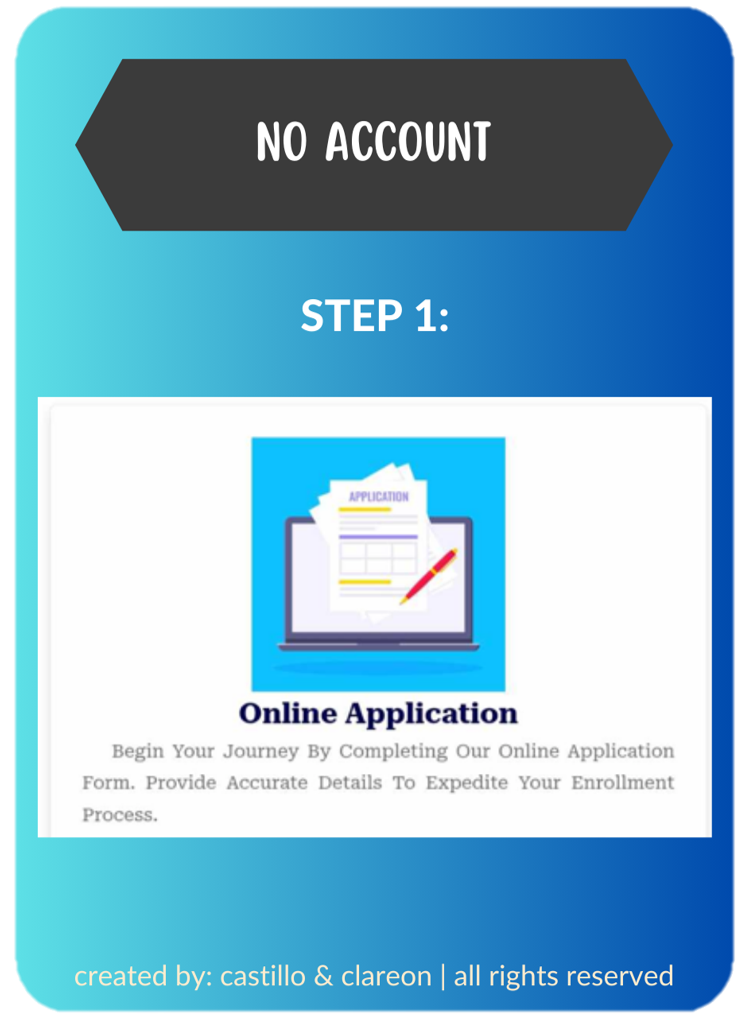 NO ACCOUNT
STEP 1:
APPLICATION
Online Application
Begin Your Journey By Completing Our Online Application
Form. Provide Accurate Details To Expedite Your Enrollment
Process.
created by: castillo & clareon | all rights reserved